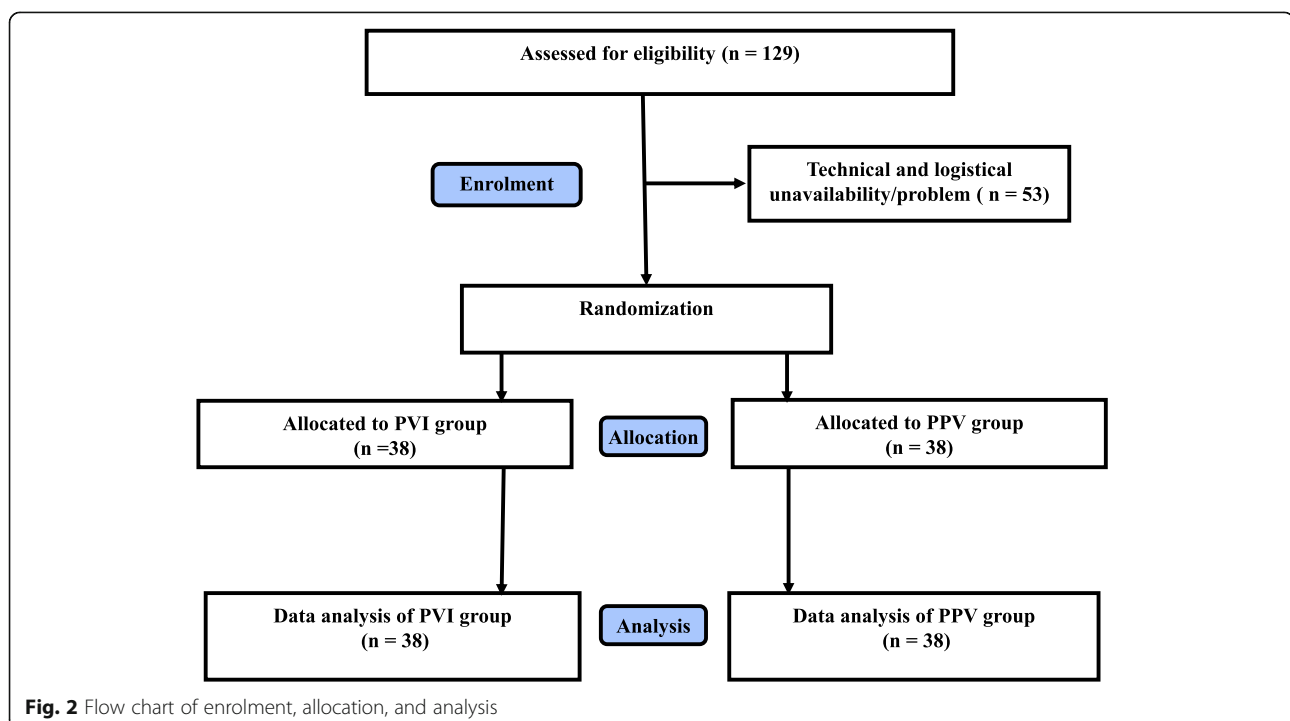 Assessed for eligibility (n = 129)
Enrolment
Technical and logistical
unavailability/problem ( n = 53)
Randomization
Allocated to PVI group
(n =38)
Allocation
Allocated to PPV group
(n = 38)
Data analysis of PVI group
(n = 38)
Analysis
Data analysis of PPV group
(n = 38)
Fig. 2 Flow chart of enrolment, allocation, and analysis